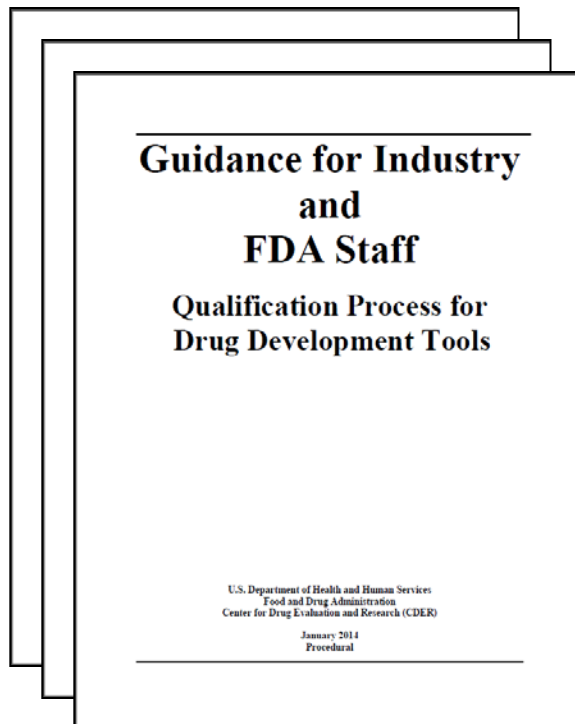 Guidance for Industry
and
FDA Staff
Qualification Process for
Drug Development Tools
U.S. Department of Health and Human Services
Food and Drug Administration
Center for Drug Evaluation and Research (CDER)
January 2014
Procedural